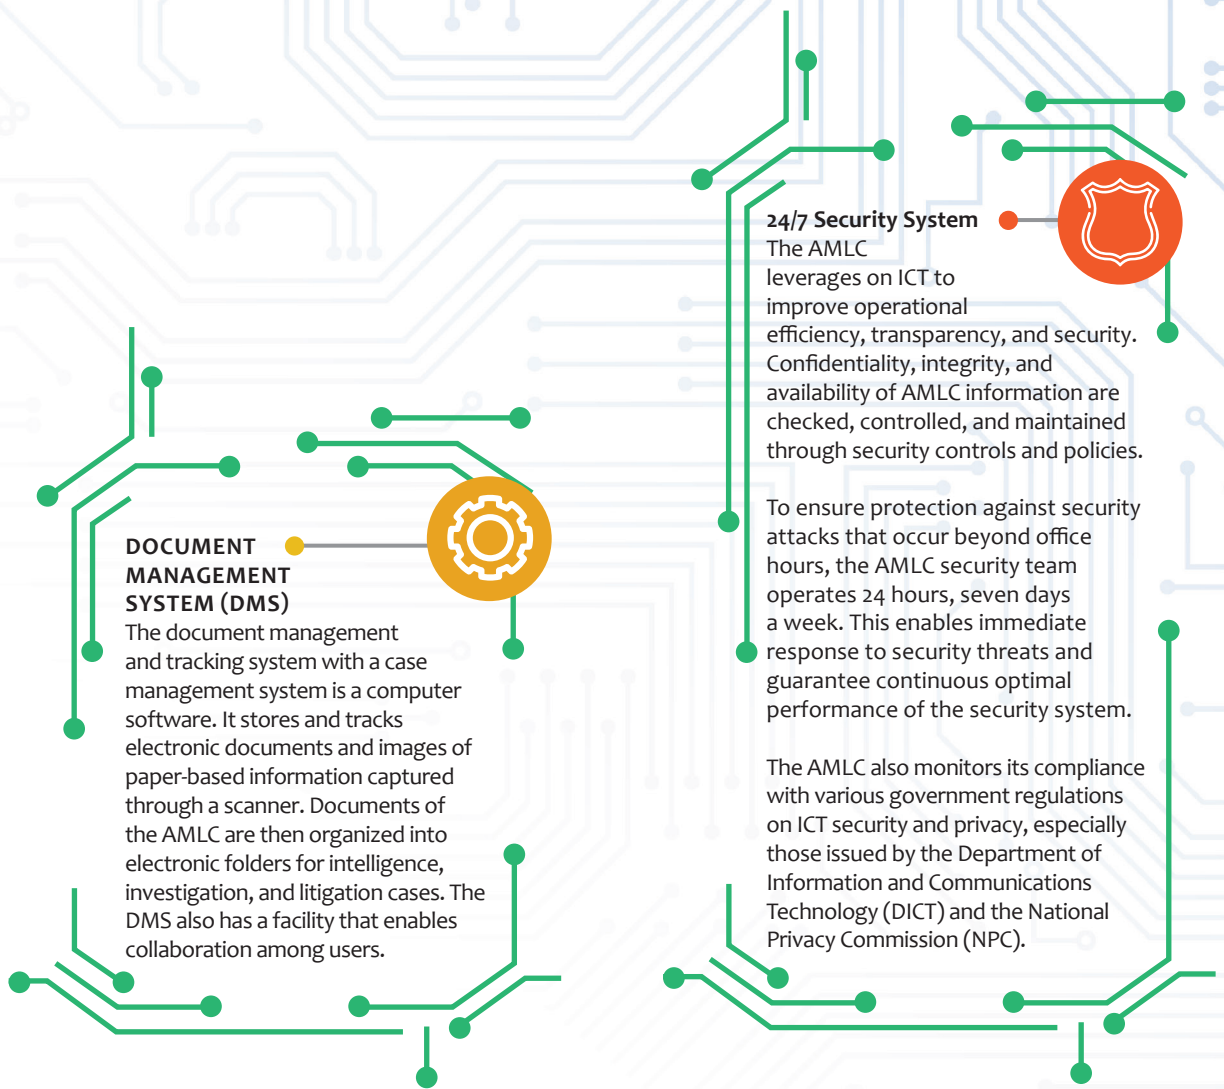 DOCUMENT
MANAGEMENT
SYSTEM (DMS)
The document management
and tracking system with a case
management system is a computer
software. It stores and tracks
electronic documents and images of
paper-based information captured
through a scanner. Documents of
the AMLC are then organized into
electronic folders for intelligence,
investigation, and litigation cases. The
DMS also has a facility that enables
collaboration among users.
24/7 Security System
The AMLC
leverages on ICT to
improve operational
efficiency, transparency, and security.
Confidentiality, integrity, and
availability of AMLC information are
checked, controlled, and maintained
through security controls and policies.
To ensure protection against security
attacks that occur beyond office
hours, the AMLC security team
operates 24 hours, seven days
a week. This enables immediate
response to security threats and
guarantee continuous optimal
performance of the security system.
The AMLC also monitors its compliance
with various government regulations
on ICT security and privacy, especially
those issued by the Department of
Information and Communications
Technology (DICT) and the National
Privacy Commission (NPC).